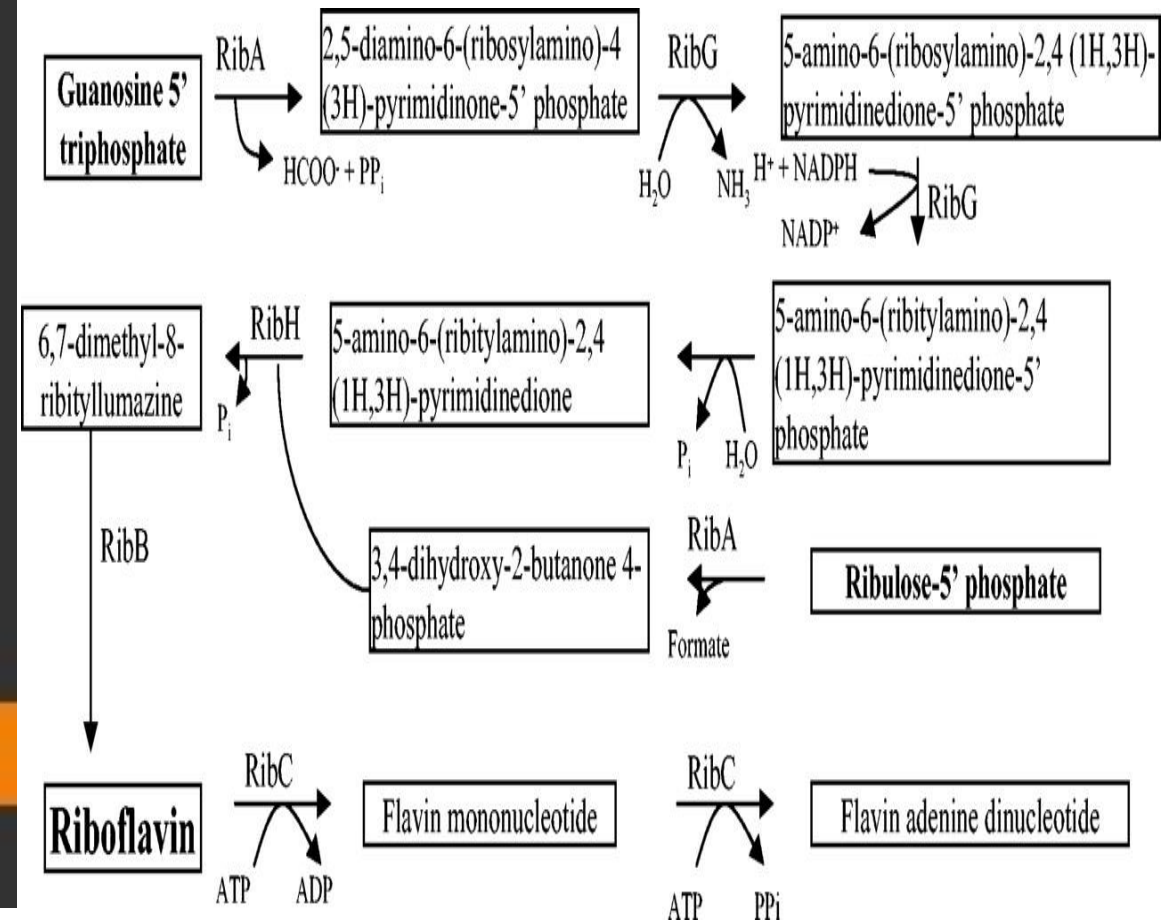 RibA
Guanosine 5’
triphosphate
HCOO- + PPi
2,5-diamino-6-(ribosylamino)-4
(3H)-pyrimidinone-5’ phosphate
RibG
H2O
NH3
5-amino-6-(ribosylamino)-2,4 (1H,3H)-
pyrimidinedione-5’ phosphate
H+ + NADPH
NADP+
RibG
5-amino-6-(ribitylamino)-2,4
(1H,3H)-pyrimidinedione-5’
phosphate
Pi
H2O
5-amino-6-(ribitylamino)-2,4
(1H,3H)-pyrimidinedione
RibH
Pi
6,7-dimethyl-8-
ribityllumazine
RibB
3,4-dihydroxy-2-butanone 4-
phosphate
RibA
Formate
Ribulose-5’ phosphate
Riboflavin
RibC
ATP
ADP
Flavin mononucleotide
RibC
ATP
PPi
Flavin adenine dinucleotide